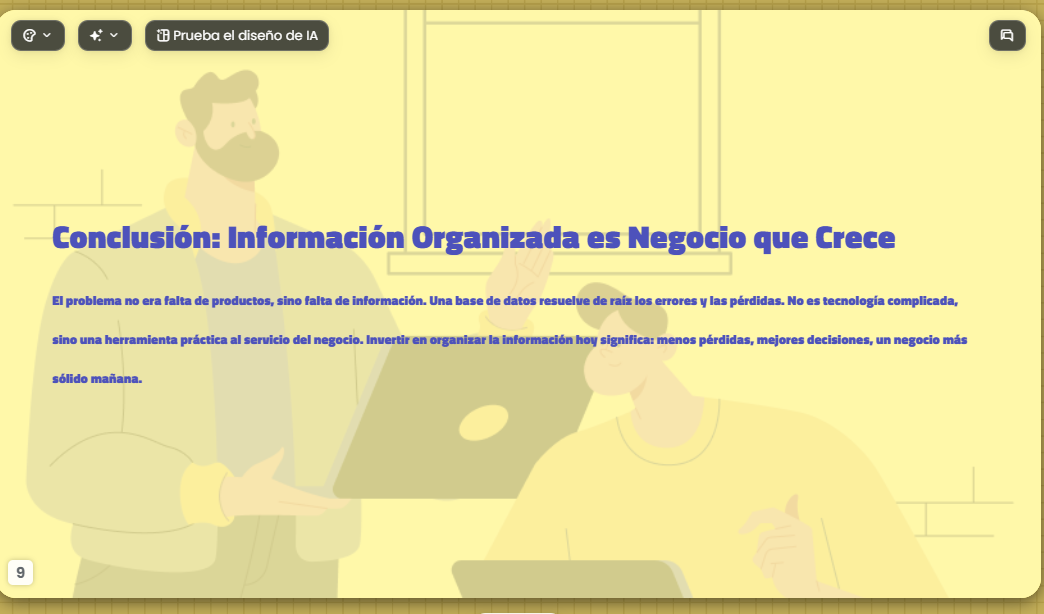 Prueba el diseño de IA
Conclusión: Información Organizada es Negocio que Crece
El problema no era falta de productos, sino falta de información. Una base de datos resuelve de raíz los errores y las pérdidas. No es tecnología complicada,
sino una herramienta práctica al servicio del negocio. Invertir en organizar la información hoy significa: menos pérdidas, mejores decisiones, un negocio más
sólido mañana.
9